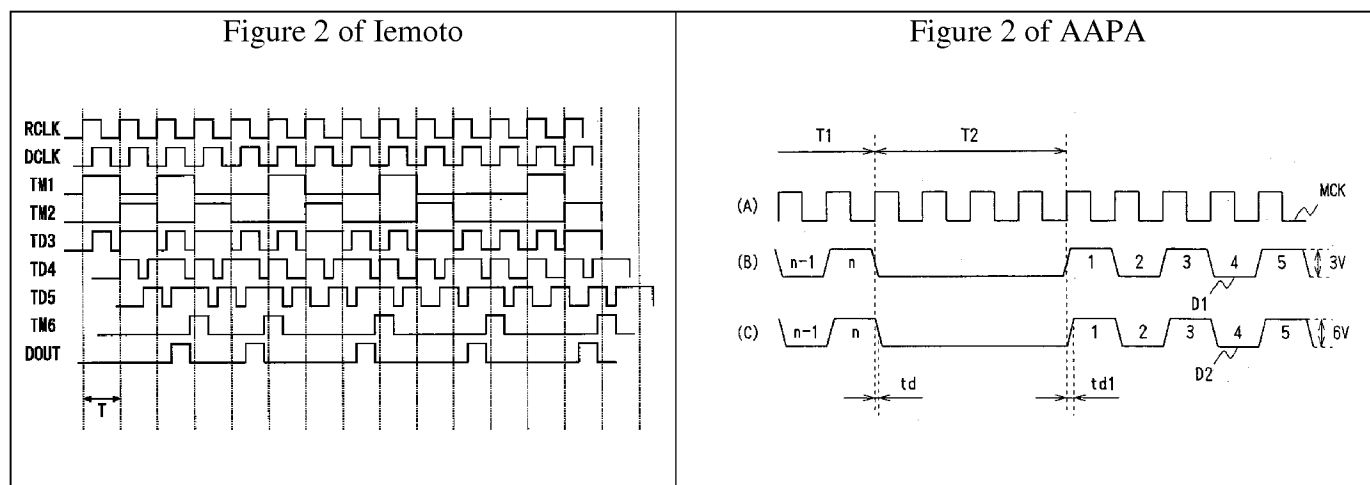 Figure 2 of Iemoto
RCLK
DCLK
TM1
TM2
TD3
TD4
TD5
TM6
DOUT
T
Figure 2 of AAPA
T1 T2
(A) MCK
(B) n-1 n 1 2 3 4 5 3V
D1
(C) n-1 n 1 2 3 4 5 6V
D2
td td1